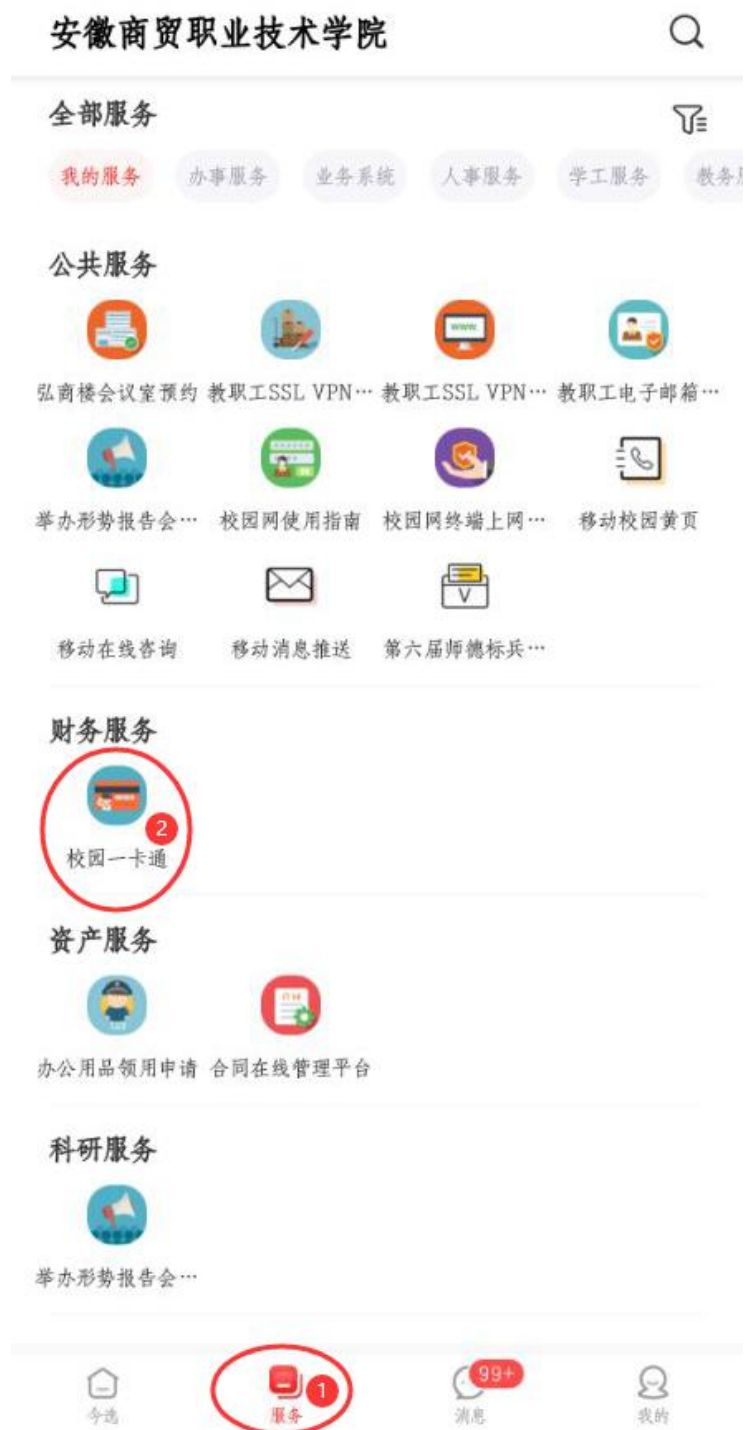 安徽商贸职业技术学院
全部服务
我的服务 办事服务 业务系统 人事服务 学工服务 教务
公共服务
弘商楼会议室预约 教职工SSL VPN… 教职工SSL VPN… 教职工电子邮箱…
举办形势报告会… 校园网使用指南 校园网终端上网… 移动校园黄页
移动在线咨询 移动消息推送 第六届师德标兵…
财务服务
2
校园一卡通
资产服务
办公用品领用申请 合同在线管理平台
科研服务
举办形势报告会…
1 99+
今选 服务 消息 我的